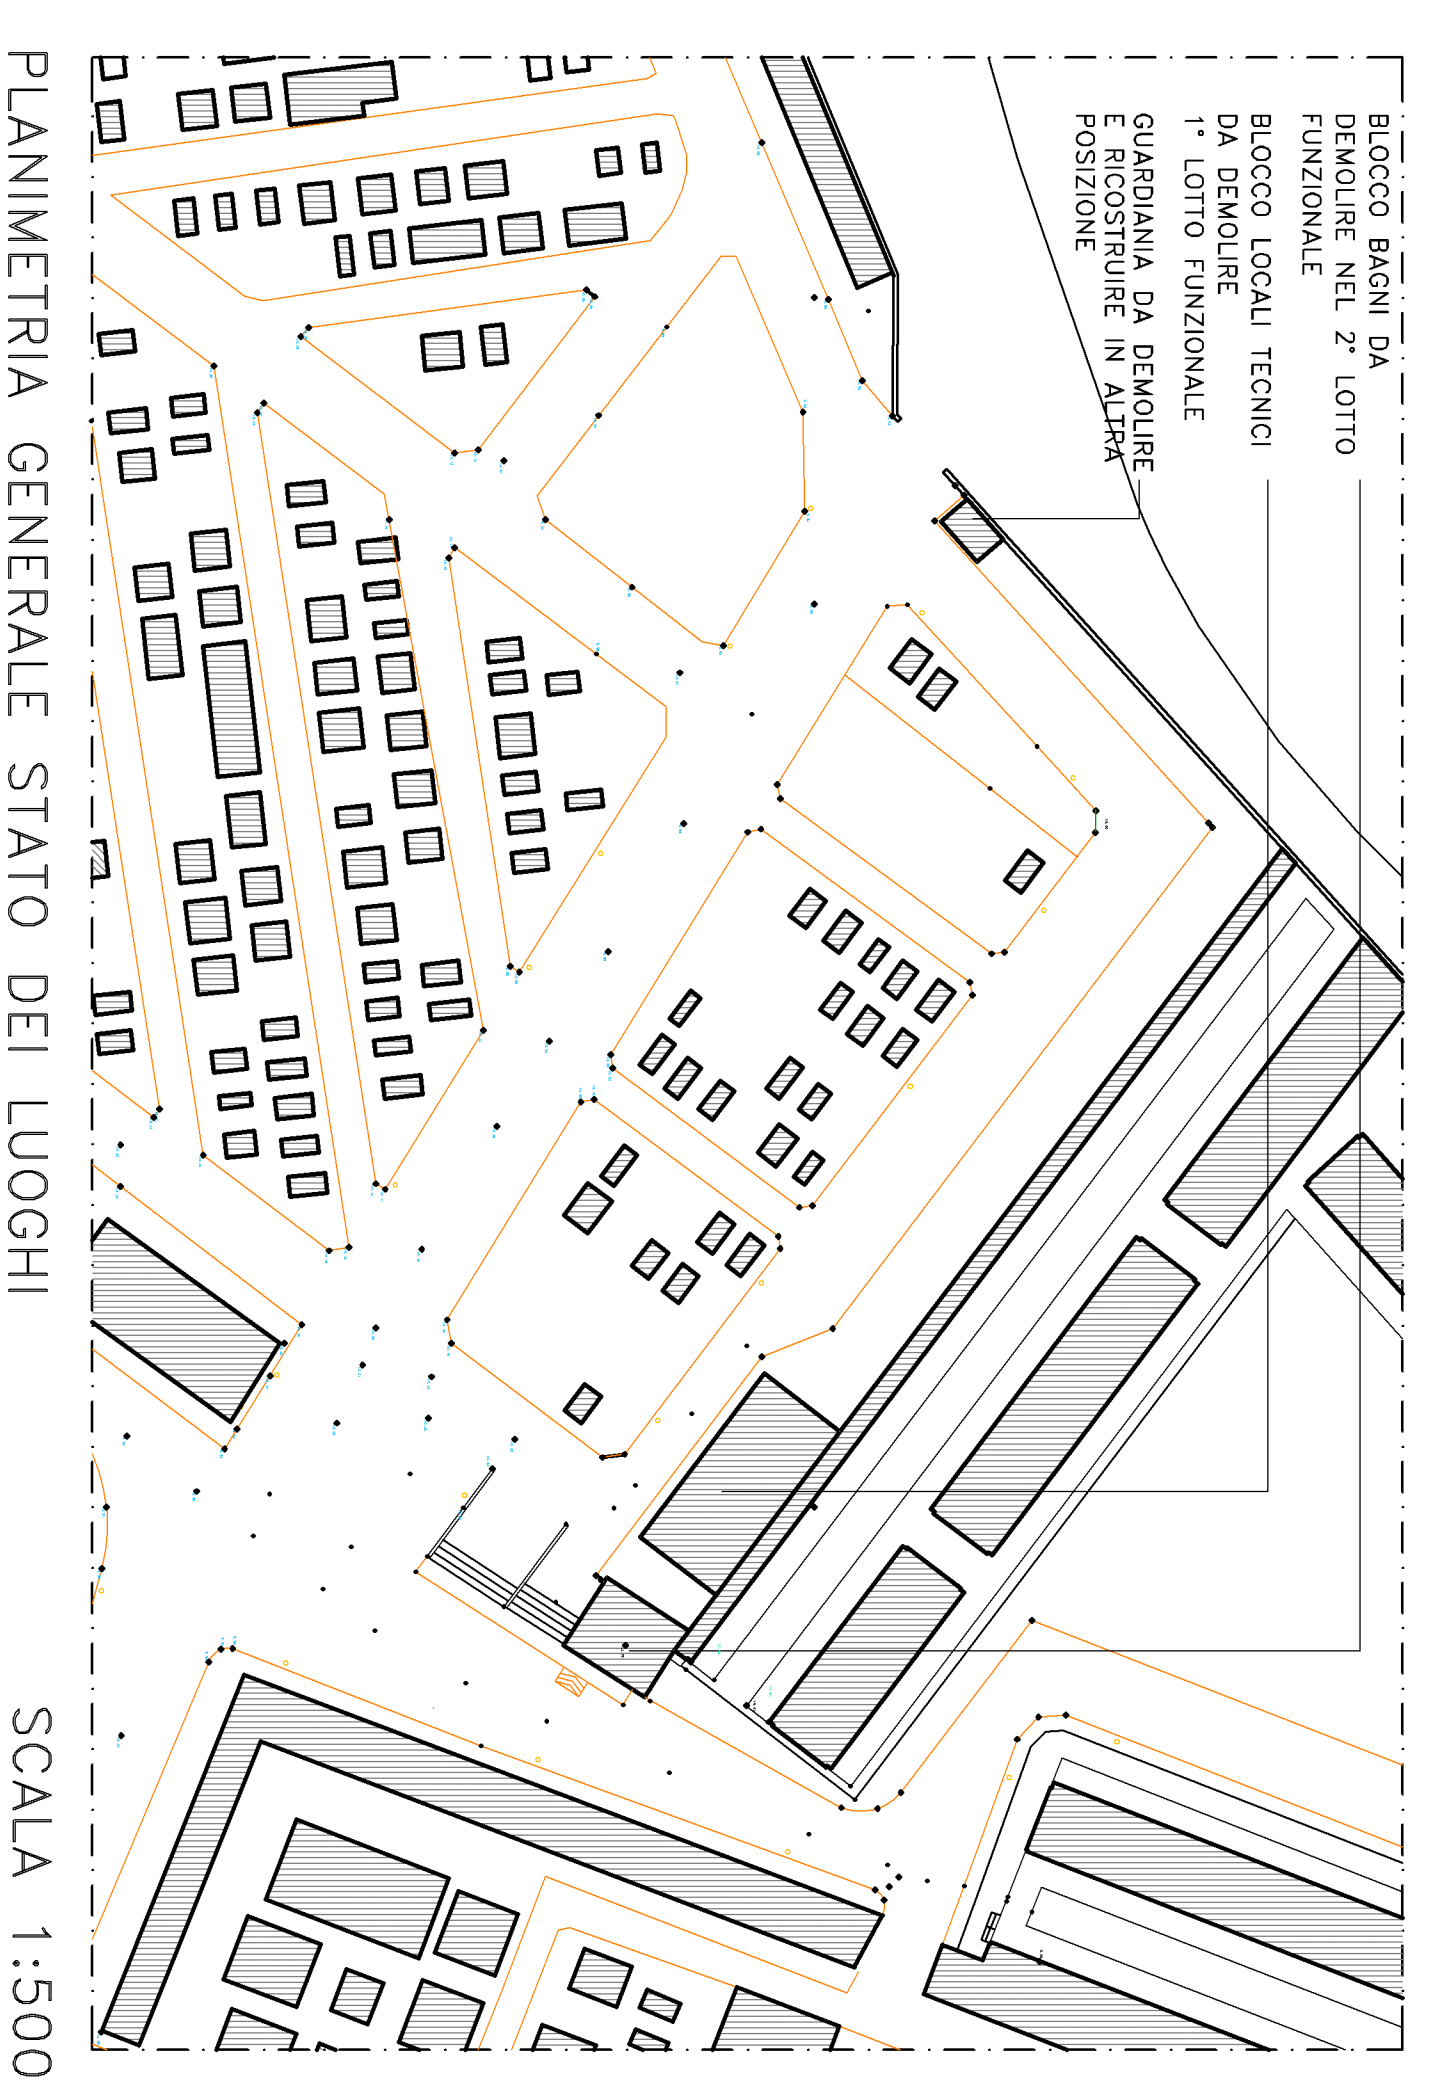 BLOCCO BAGNI DA
DEMOLIRE NEL 2° LOTTO
FUNZIONALE
BLOCCO LOCALI TECNICI
DA DEMOLIRE
1° LOTTO FUNZIONALE
GUARDIANIA DA DEMOLIRE
E RICOSTRUIRE IN ALTRA
POSIZIONE
PLANIMETRIA GENERALE STATO DEI LUOGHI
SCALA 1:500